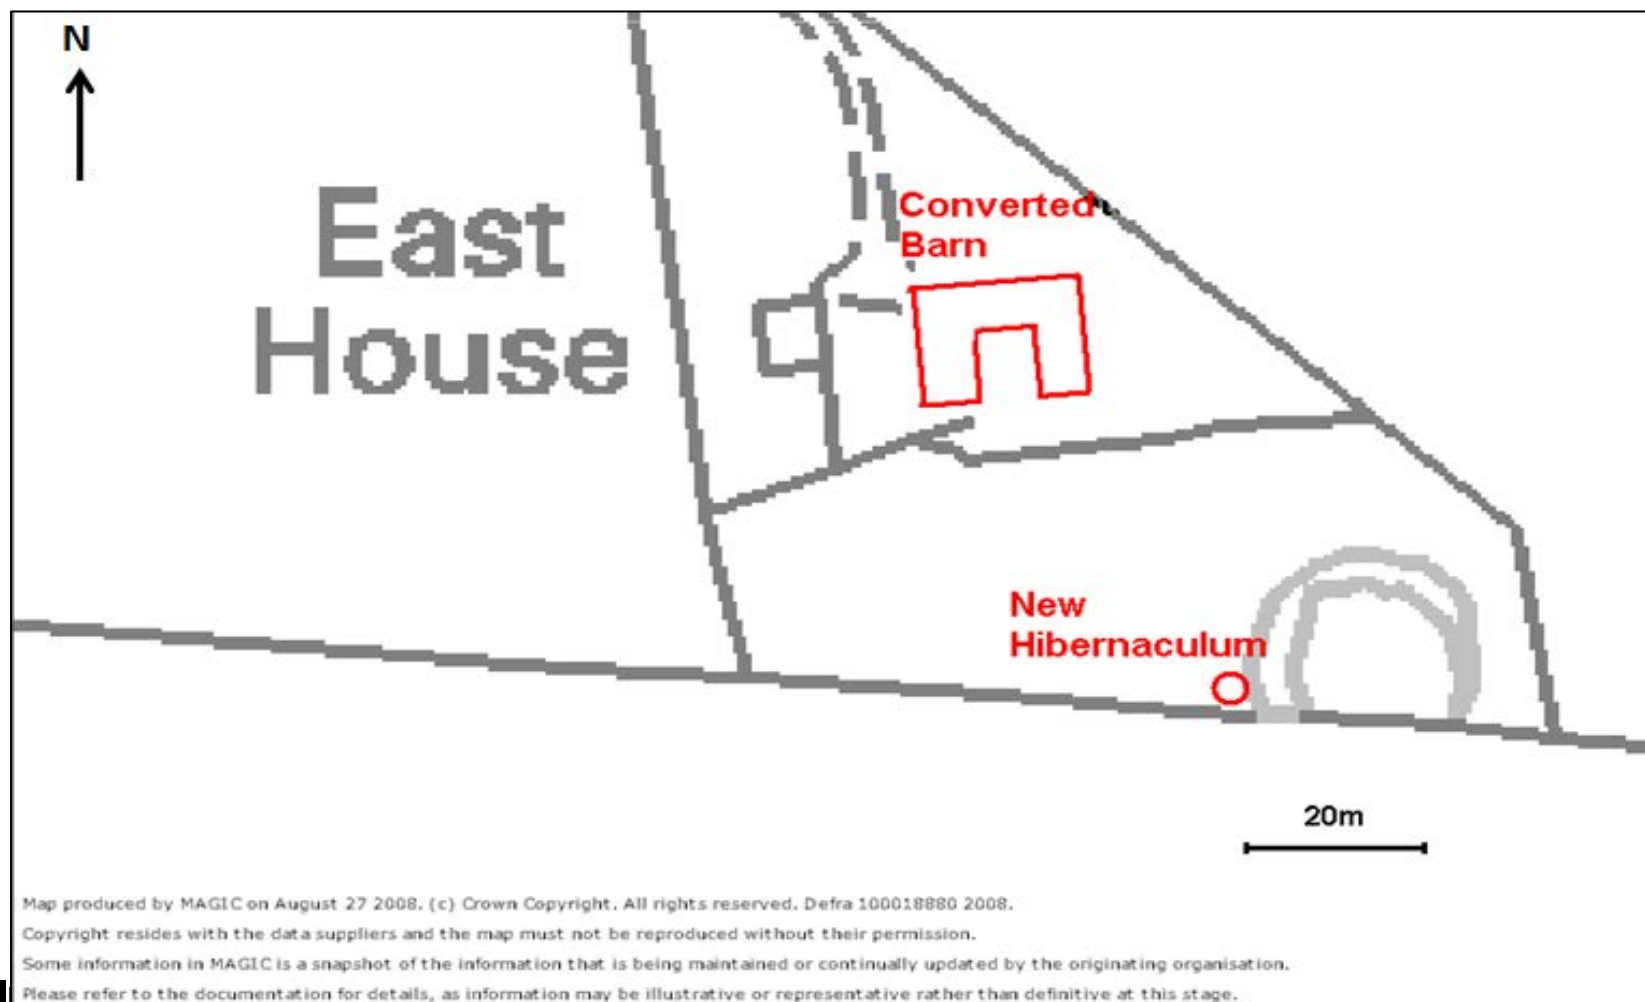 N
East
House
Converted
Barn
New
Hibernaculum
20m
Map produced by MAGIC on August 27 2008. (c) Crown Copyright. All rights reserved. Defra 100018880 2008.
Copyright resides with the data suppliers and the map must not be reproduced without their permission.
Some information in MAGIC is a snapshot of the information that is being maintained or continually updated by the originating organisation.
Please refer to the documentation for details, as information may be illustrative or representative rather than definitive at this stage.